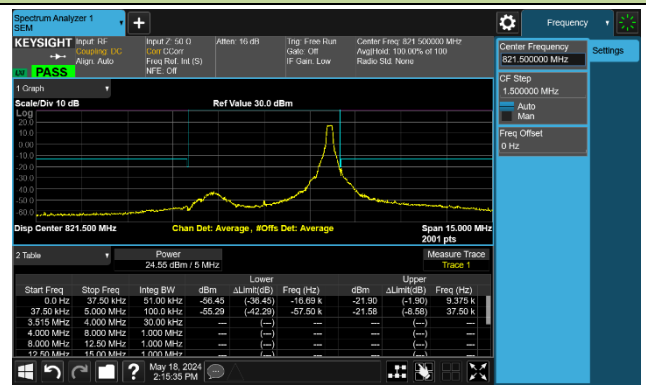 Spectrum Analyzer 1
SEM
Frequency
KEYSIGHT
Input: RF
Coupling: DC
Align: Auto
Input Z: 50 Ω
Corr CCorr
Freq Ref: Int (S)
NFE: Off
Atten: 16 dB
Trig: Free Run
Gate: Off
IF Gain: Low
Center Freq: 821.500000 MHz
Avg|Hold: 100.00% of 100
Radio Std: None
PASS
Center Frequency
821.500000 MHz
Settings
CF Step
1.500000 MHz
Auto
Man
Freq Offset
0 Hz
1 Graph
Scale/Div 10 dB
Ref Value 30.0 dBm
Log
20.0
10.0
0.00
-10.0
-20.0
-30.0
-40.0
-50.0
-60.0
Disp Center 821.500 MHz
Chan Det: Average, #Offs Det: Average
Span 15.000 MHz
2001 pts
2 Table
Power
24.55 dBm / 5 MHz
Measure Trace
Trace 1
Lower Upper
Start Freq Stop Freq Integ BW dBm ΔLimit(dB) Freq (Hz) dBm ΔLimit(dB) Freq (Hz)
0.0 Hz 37.50 kHz 51.00 kHz -56.45 (-36.45) -16.69 k -21.90 (-1.90) 9.375 k
37.50 kHz 5.000 MHz 100.0 kHz -55.29 (-42.29) -57.50 k -21.58 (-8.58) 37.50 k
3.515 MHz 4.000 MHz 30.00 kHz --- (---) --- --- (---) ---
4.000 MHz 8.000 MHz 1.000 MHz --- (---) --- --- (---) ---
8.000 MHz 12.50 MHz 1.000 MHz --- (---) --- --- (---) ---
12.50 MHz 15.00 MHz 1.000 MHz --- (---) --- --- (---) ---
?
May 18, 2024
2:15:35 PM